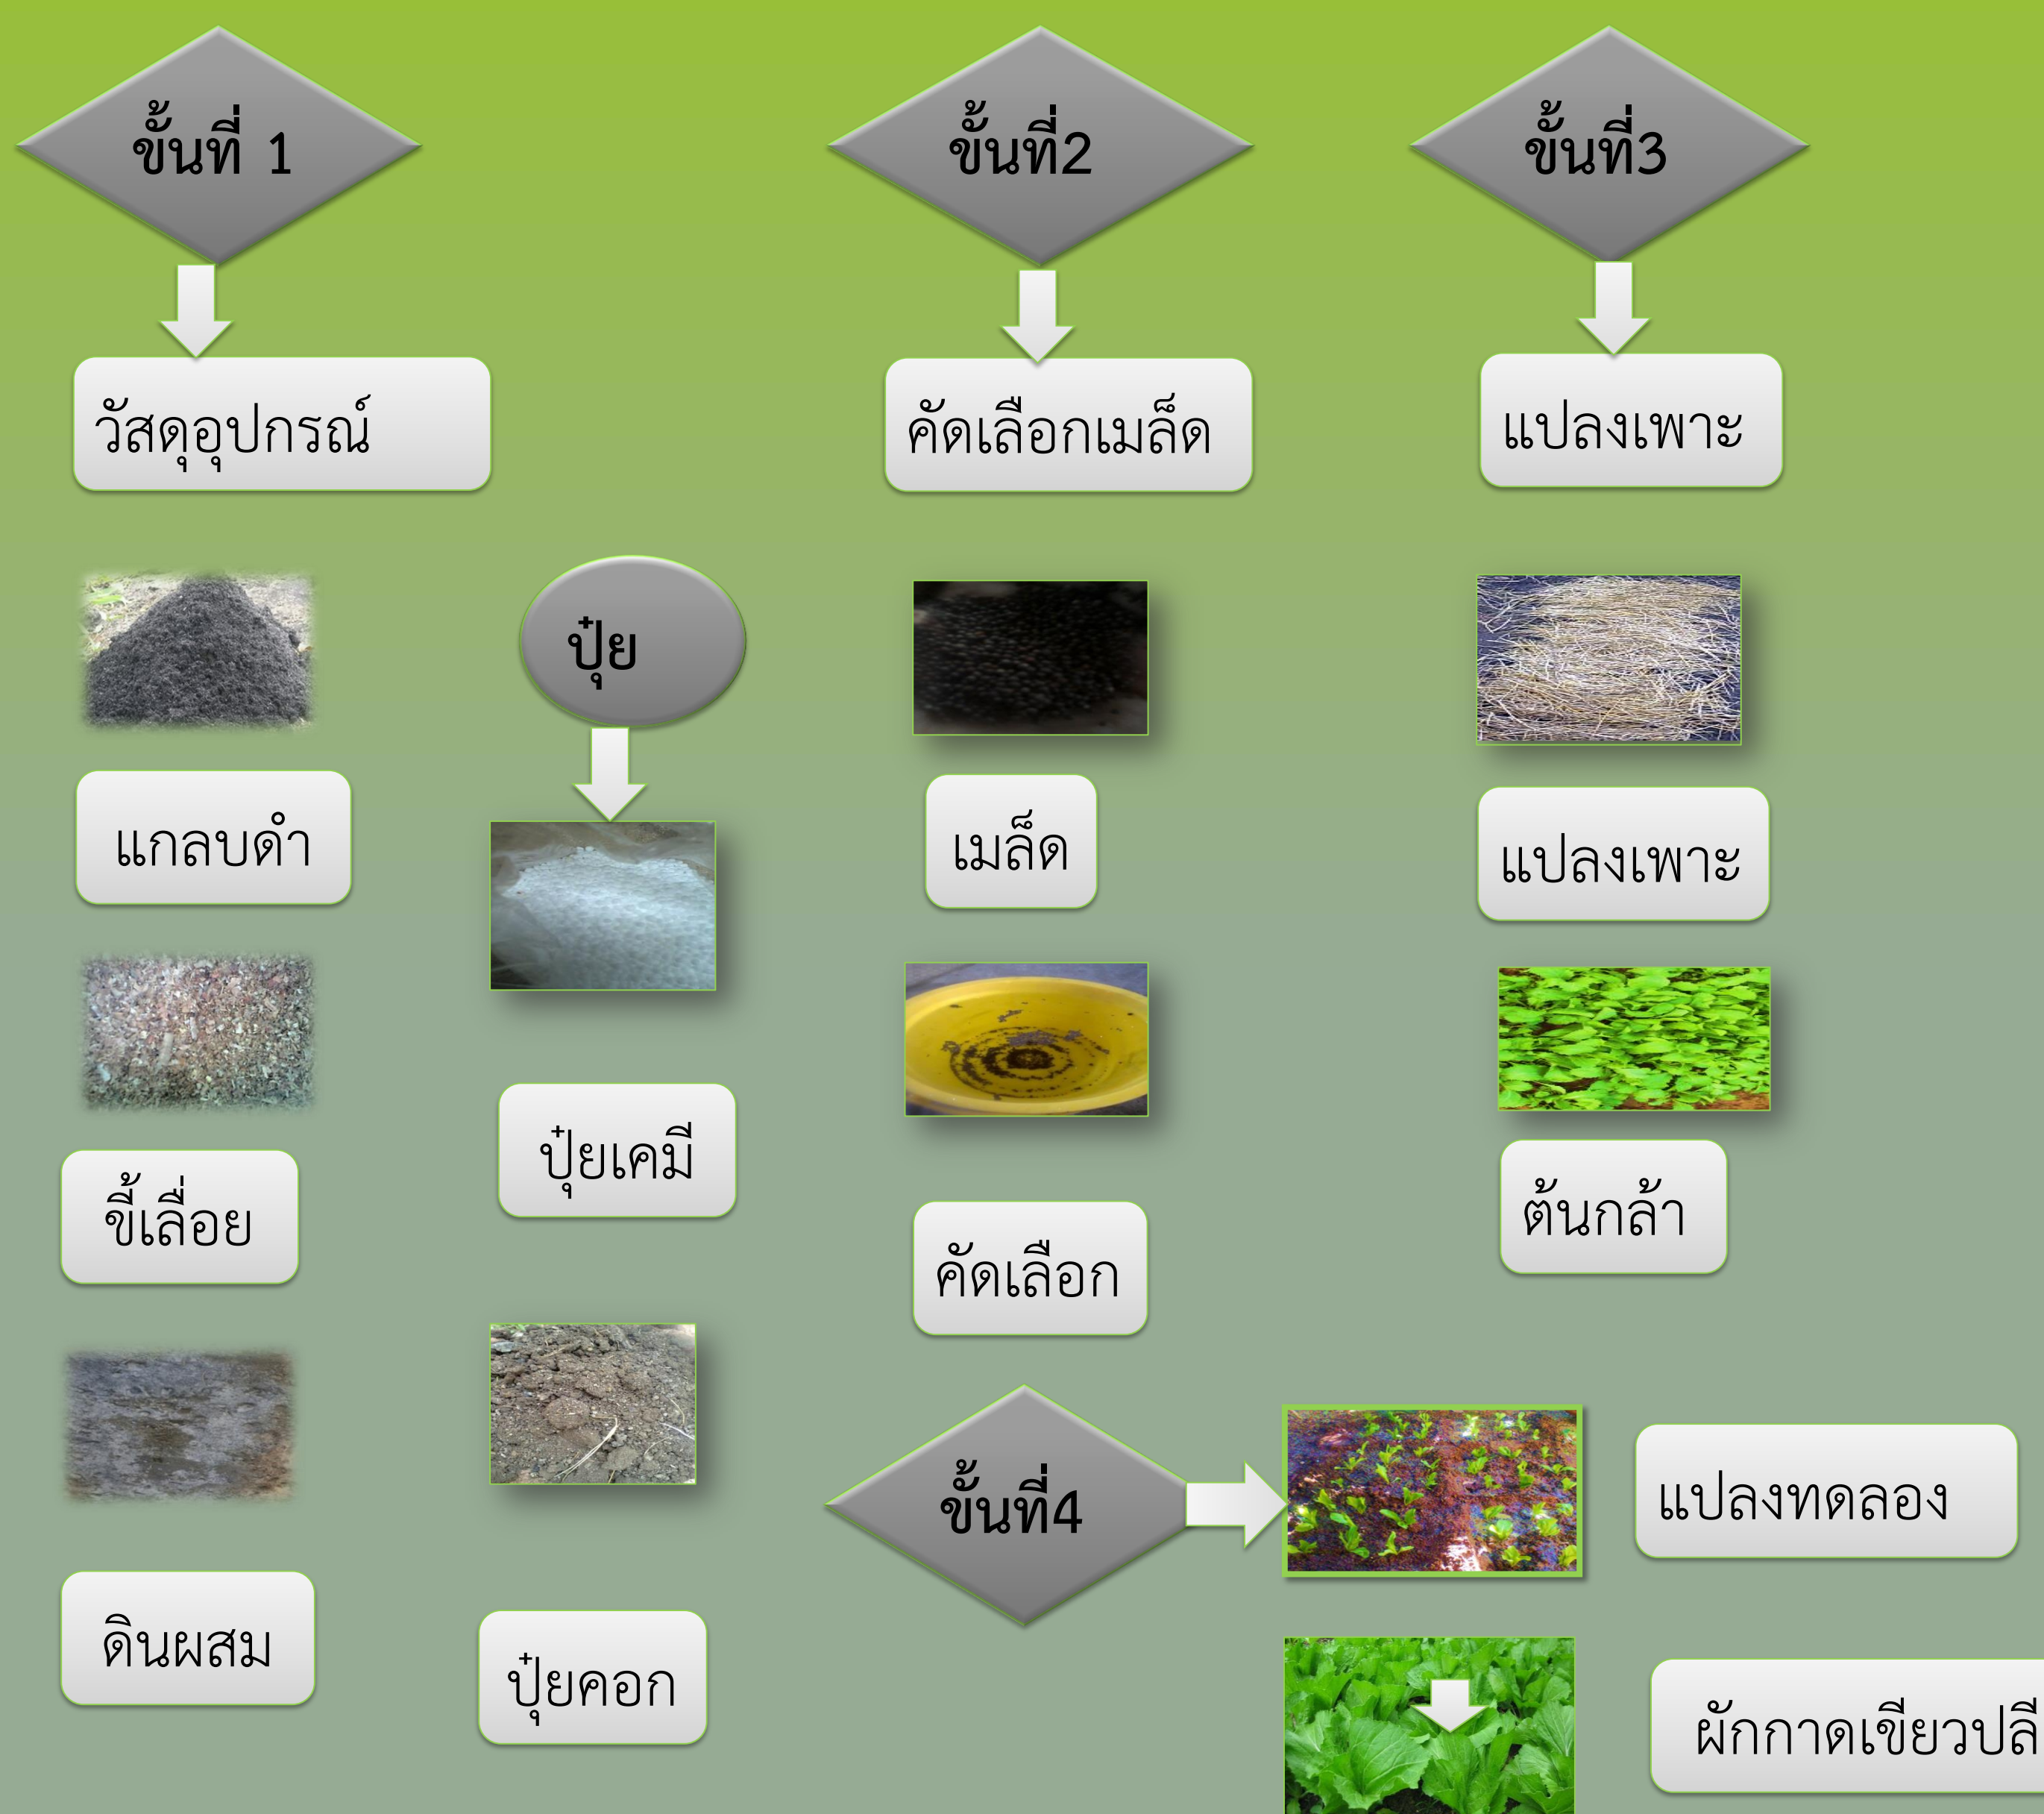 ขั้นที่ 1
วัสดุอุปกรณ์
แกลบดำ
ขี้เลื่อย
ดินผสม
ปุ๋ย
ปุ๋ยเคมี
ปุ๋ยคอก
ขั้นที่2
คัดเลือกเมล็ด
เมล็ด
คัดเลือก
ขั้นที่3
แปลงเพาะ
แปลงเพาะ
ต้นกล้า
ขั้นที่4
แปลงทดลอง
ผักกาดเขียวปลี